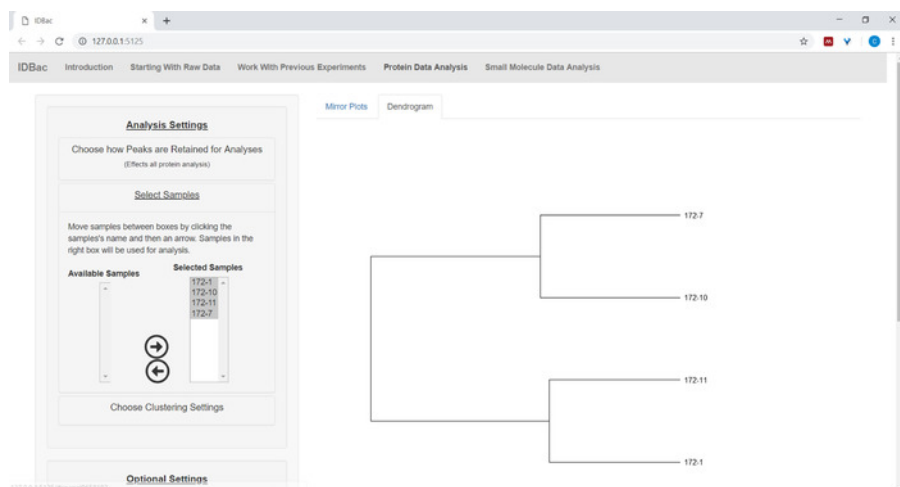 IDBac
127.0.0.1:5125
IDBac Introduction Starting With Raw Data Work With Previous Experiments Protein Data Analysis Small Molecule Data Analysis
Mirror Plots Dendrogram
Analysis Settings
Choose how Peaks are Retained for Analyses
(Effects all protein analysis)
Select Samples
Move samples between boxes by clicking the
samples's name and then an arrow. Samples in the
right box will be used for analysis.
Available Samples
Selected Samples
172-1
172-10
172-11
172-7
Choose Clustering Settings
Optional Settings
172-7
172-10
172-11
172-1